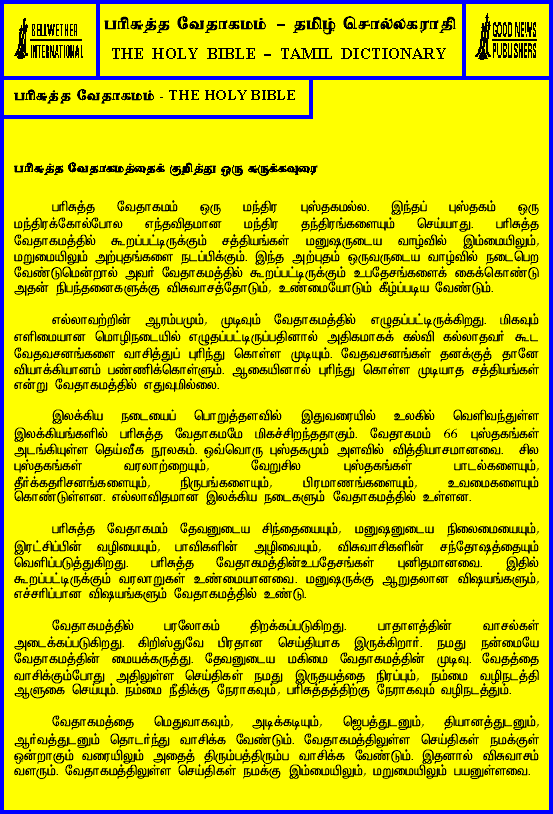 BELLWETHER
INTERNATIONAL
பரிசுத்த வேதாகமம் – தமிழ் சொல்லகராதி
THE HOLY BIBLE – TAMIL DICTIONARY
GOOD NEWS
PUBLISHERS
பரிசுத்த வேதாகமம் - THE HOLY BIBLE
பரிசுத்த வேதாகமத்தைக் குறித்து ஒரு சுருக்கவுரை
பரிசுத்த வேதாகமம் ஒரு மந்திர புஸ்தகமல்ல. இந்தப் புஸ்தகம் ஒரு
மந்திரக்கோல்போல எந்தவிதமான மந்திர தந்திரங்களையும் செய்யாது. பரிசுத்த
வேதாகமத்தில் கூறப்பட்டிருக்கும் சத்தியங்கள் மனுஷருடைய வாழ்வில் இம்மையிலும்,
மறுமையிலும் அற்புதங்களை நடப்பிக்கும். இந்த அற்புதம் ஒருவருடைய வாழ்வில் நடைபெற
வேண்டுமென்றால் அவர் வேதாகமத்தில் கூறப்பட்டிருக்கும் உபதேசங்களைக் கைக்கொண்டு
அதன் நிபந்தனைகளுக்கு விசுவாசத்தோடும், உண்மையோடும் கீழ்ப்படிய வேண்டும்.
எல்லாவற்றின் ஆரம்பமும், முடிவும் வேதாகமத்தில் எழுதப்பட்டிருக்கிறது. மிகவும்
எளிமையான மொழிநடையில் எழுதப்பட்டிருப்பதினால் அதிகமாகக் கல்வி கல்லாதவர் கூட
வேதவசனங்களை வாசித்துப் புரிந்து கொள்ள முடியும். வேதவசனங்கள் தனக்குத் தானே
வியாக்கியானம் பண்ணிக்கொள்ளும். ஆகையினால் புரிந்து கொள்ள முடியாத சத்தியங்கள்
என்று வேதாகமத்தில் எதுவுமில்லை.
இலக்கிய நடையைப் பொறுத்தளவில் இதுவரையில் உலகில் வெளிவந்துள்ள
இலக்கியங்களில் பரிசுத்த வேதாகமமே மிகச்சிறந்ததாகும். வேதாகமம் 66 புஸ்தகங்கள்
அடங்கியுள்ள தெய்வீக நூலகம். ஒவ்வொரு புஸ்தகமும் அளவில் வித்தியாசமானவை. சில
புஸ்தகங்கள் வரலாற்றையும், வேறுசில புஸ்தகங்கள் பாடல்களையும்,
தீர்க்கதரிசனங்களையும், நிருபங்களையும், பிரமாணங்களையும், உவமைகளையும்
கொண்டுள்ளன. எல்லாவிதமான இலக்கிய நடைகளும் வேதாகமத்தில் உள்ளன.
பரிசுத்த வேதாகமம் தேவனுடைய சிந்தையையும், மனுஷனுடைய நிலைமையையும்,
இரட்சிப்பின் வழியையும், பாவிகளின் அழிவையும், விசுவாசிகளின் சந்தோஷத்தையும்
வெளிப்படுத்துகிறது. பரிசுத்த வேதாகமத்தின்உபதேசங்கள் புனிதமானவை. இதில்
கூறப்பட்டிருக்கும் வரலாறுகள் உண்மையானவை. மனுஷருக்கு ஆறுதலான விஷயங்களும்,
எச்சரிப்பான விஷயங்களும் வேதாகமத்தில் உண்டு.
வேதாகமத்தில் பரலோகம் திறக்கப்படுகிறது. பாதாளத்தின் வாசல்கள்
அடைக்கப்படுகிறது. கிறிஸ்துவே பிரதான செய்தியாக இருக்கிறார். நமது நன்மையே
வேதாகமத்தின் மையக்கருத்து. தேவனுடைய மகிமை வேதாகமத்தின் முடிவு. வேதத்தை
வாசிக்கும்போது அதிலுள்ள செய்திகள் நமது இருதயத்தை நிரப்பும், நம்மை வழிநடத்தி
ஆளுகை செய்யும். நம்மை நீதிக்கு நேராகவும், பரிசுத்தத்திற்கு நேராகவும் வழிநடத்தும்.
வேதாகமத்தை மெதுவாகவும், அடிக்கடியும், ஜெபத்துடனும், தியானத்துடனும்,
ஆர்வத்துடனும் தொடர்ந்து வாசிக்க வேண்டும். வேதாகமத்திலுள்ள செய்திகள் நமக்குள்
ஒன்றாகும் வரையிலும் அதைத் திரும்பத்திரும்ப வாசிக்க வேண்டும். இதனால் விசுவாசம்
வளரும். வேதாகமத்திலுள்ள செய்திகள் நமக்கு இம்மையிலும், மறுமையிலும் பயனுள்ளவை.